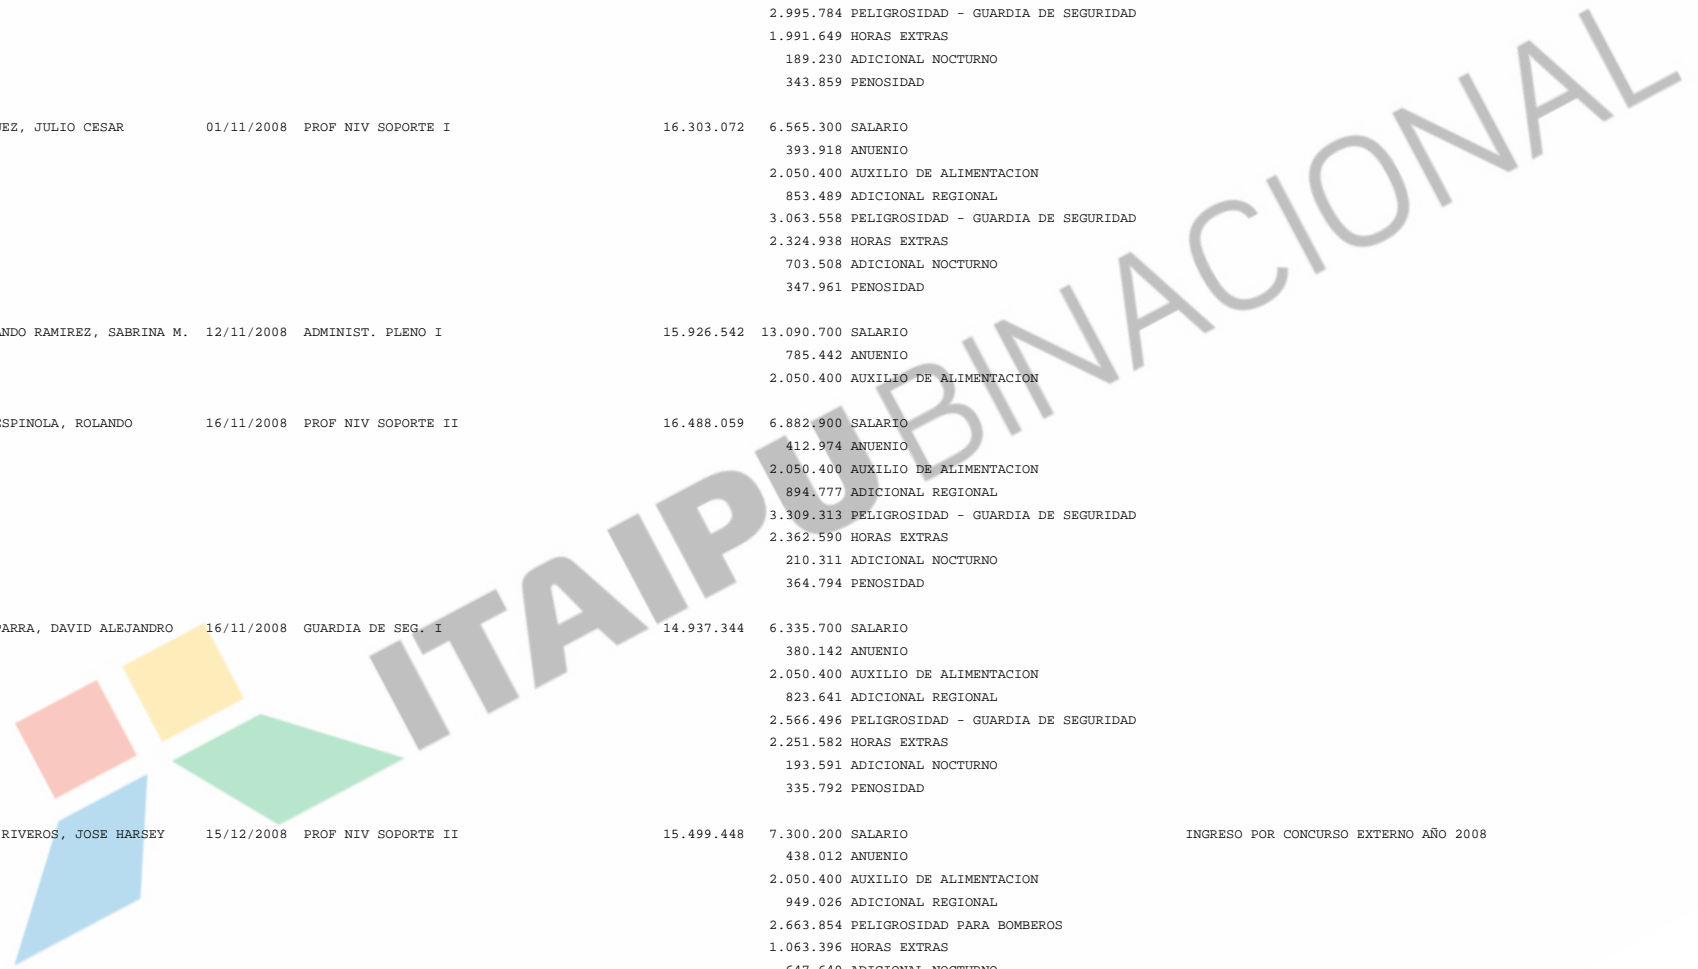 2.995.784 PELIGROSIDAD - GUARDIA DE SEGURIDAD
1.991.649 HORAS EXTRAS
189.230 ADICIONAL NOCTURNO
343.859 PENOSIDAD
EZ, JULIO CESAR 01/11/2008 PROF NIV SOPORTE I 16.303.072 6.565.300 SALARIO
393.918 ANUENIO
2.050.400 AUXILIO DE ALIMENTACION
853.489 ADICIONAL REGIONAL
3.063.558 PELIGROSIDAD - GUARDIA DE SEGURIDAD
2.324.938 HORAS EXTRAS
703.508 ADICIONAL NOCTURNO
347.961 PENOSIDAD
NDO RAMIREZ, SABRINA M. 12/11/2008 ADMINIST. PLENO I 15.926.542 13.090.700 SALARIO
785.442 ANUENIO
2.050.400 AUXILIO DE ALIMENTACION
SPINOLA, ROLANDO 16/11/2008 PROF NIV SOPORTE II 16.488.059 6.882.900 SALARIO
412.974 ANUENIO
2.050.400 AUXILIO DE ALIMENTACION
894.777 ADICIONAL REGIONAL
3.309.313 PELIGROSIDAD - GUARDIA DE SEGURIDAD
2.362.590 HORAS EXTRAS
210.311 ADICIONAL NOCTURNO
364.794 PENOSIDAD
PARRA, DAVID ALEJANDRO 16/11/2008 GUARDIA DE SEG. I 14.937.344 6.335.700 SALARIO
380.142 ANUENIO
2.050.400 AUXILIO DE ALIMENTACION
823.641 ADICIONAL REGIONAL
2.566.496 PELIGROSIDAD - GUARDIA DE SEGURIDAD
2.251.582 HORAS EXTRAS
193.591 ADICIONAL NOCTURNO
335.792 PENOSIDAD
RIVEROS, JOSE HARSEY 15/12/2008 PROF NIV SOPORTE II 15.499.448 7.300.200 SALARIO INGRESO POR CONCURSO EXTERNO AÑO 2008
438.012 ANUENIO
2.050.400 AUXILIO DE ALIMENTACION
949.026 ADICIONAL REGIONAL
2.663.854 PELIGROSIDAD PARA BOMBEROS
1.063.396 HORAS EXTRAS
ADICIONAL NOCTURNO
ITAIPU BINACIONAL